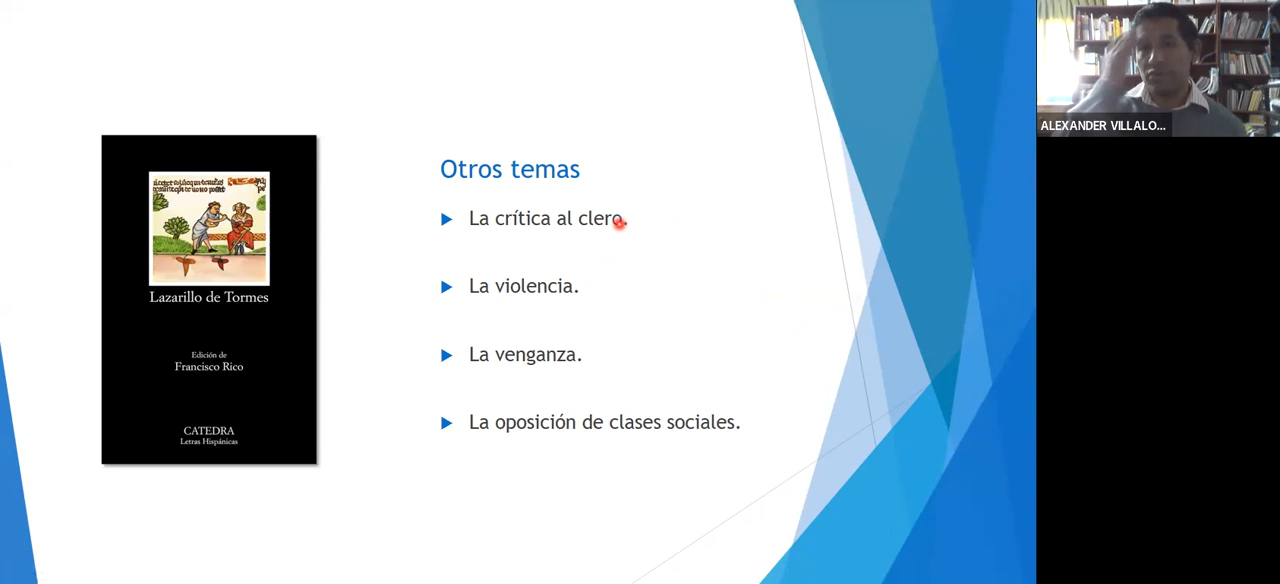 Otros temas
La crítica al clero.
La violencia.
La venganza.
La oposición de clases sociales.
Lazarillo de Tormes
Edición de
Francisco Rico
CATEDRA
Letras Hispánicas
ALEXANDER VILLALO...